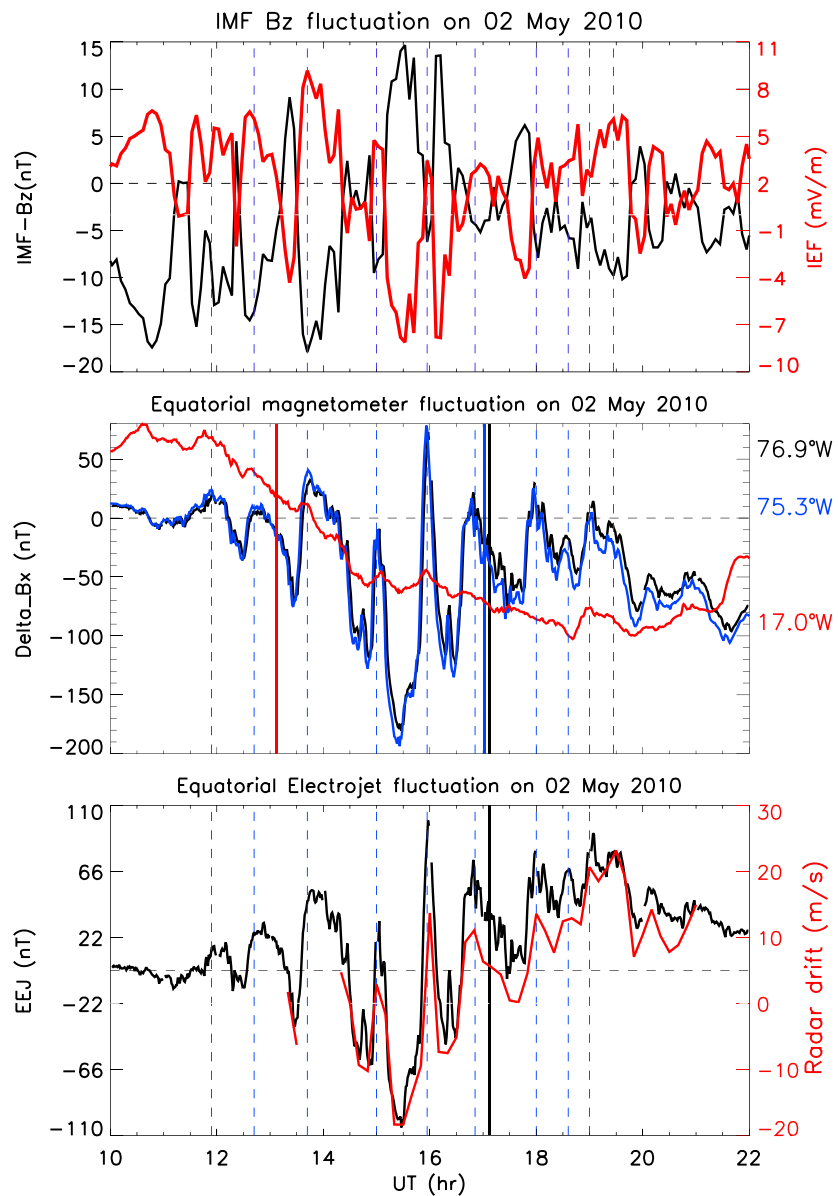 IMF Bz fluctuation on 02 May 2010
15
10
5
0
−5
−10
−15
−20
IMF-Bz(nT)
11
8
5
2
−1
−4
−7
−10
IEF (mV/m)
Equatorial magnetometer fluctuation on 02 May 2010
50
0
−50
−100
−150
−200
Delta_Bx (nT)
76.9°W
75.3°W
17.0°W
Equatorial Electrojet fluctuation on 02 May 2010
110
66
22
−22
−66
−110
EEJ (nT)
30
20
10
0
−10
−20
Radar drift (m/s)
10 12 14 16 18 20 22
UT (hr)